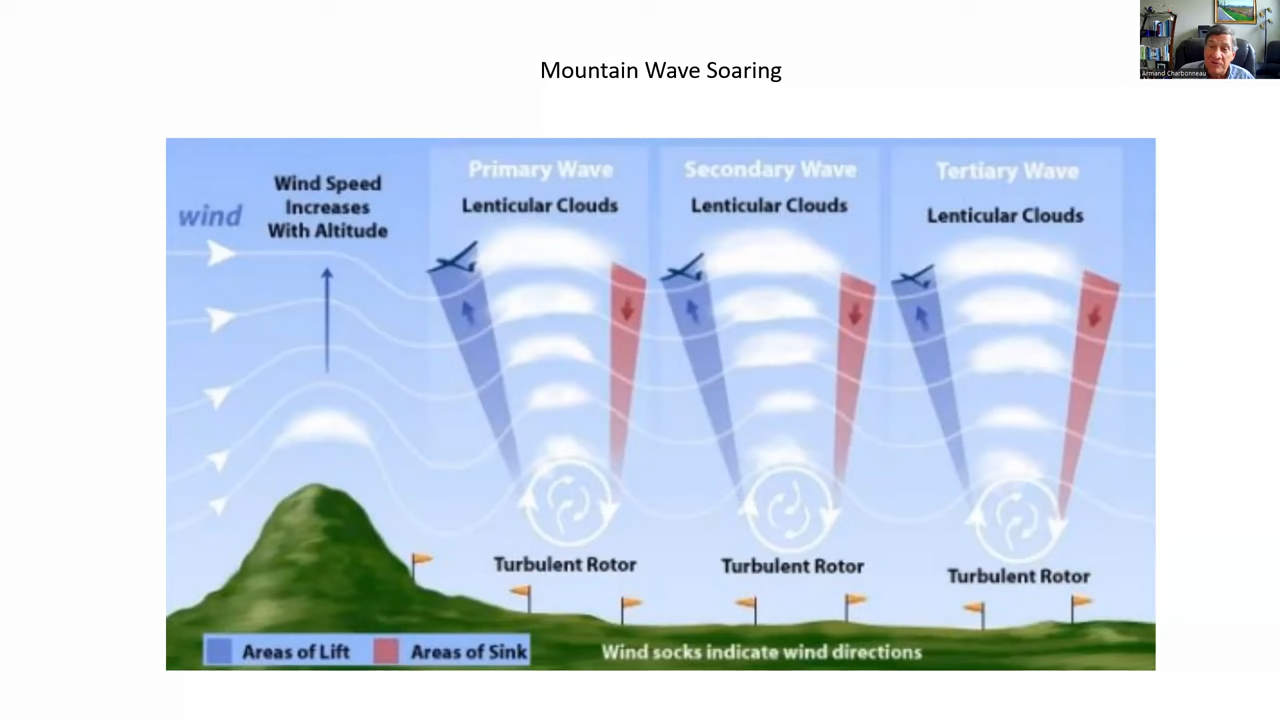 Armand Charbonneau
Mountain Wave Soaring
wind
Wind Speed
Increases
With Altitude
Primary Wave
Lenticular Clouds
Secondary Wave
Lenticular Clouds
Tertiary Wave
Lenticular Clouds
Turbulent Rotor
Turbulent Rotor
Turbulent Rotor
Areas of Lift
Areas of Sink
Wind socks indicate wind directions